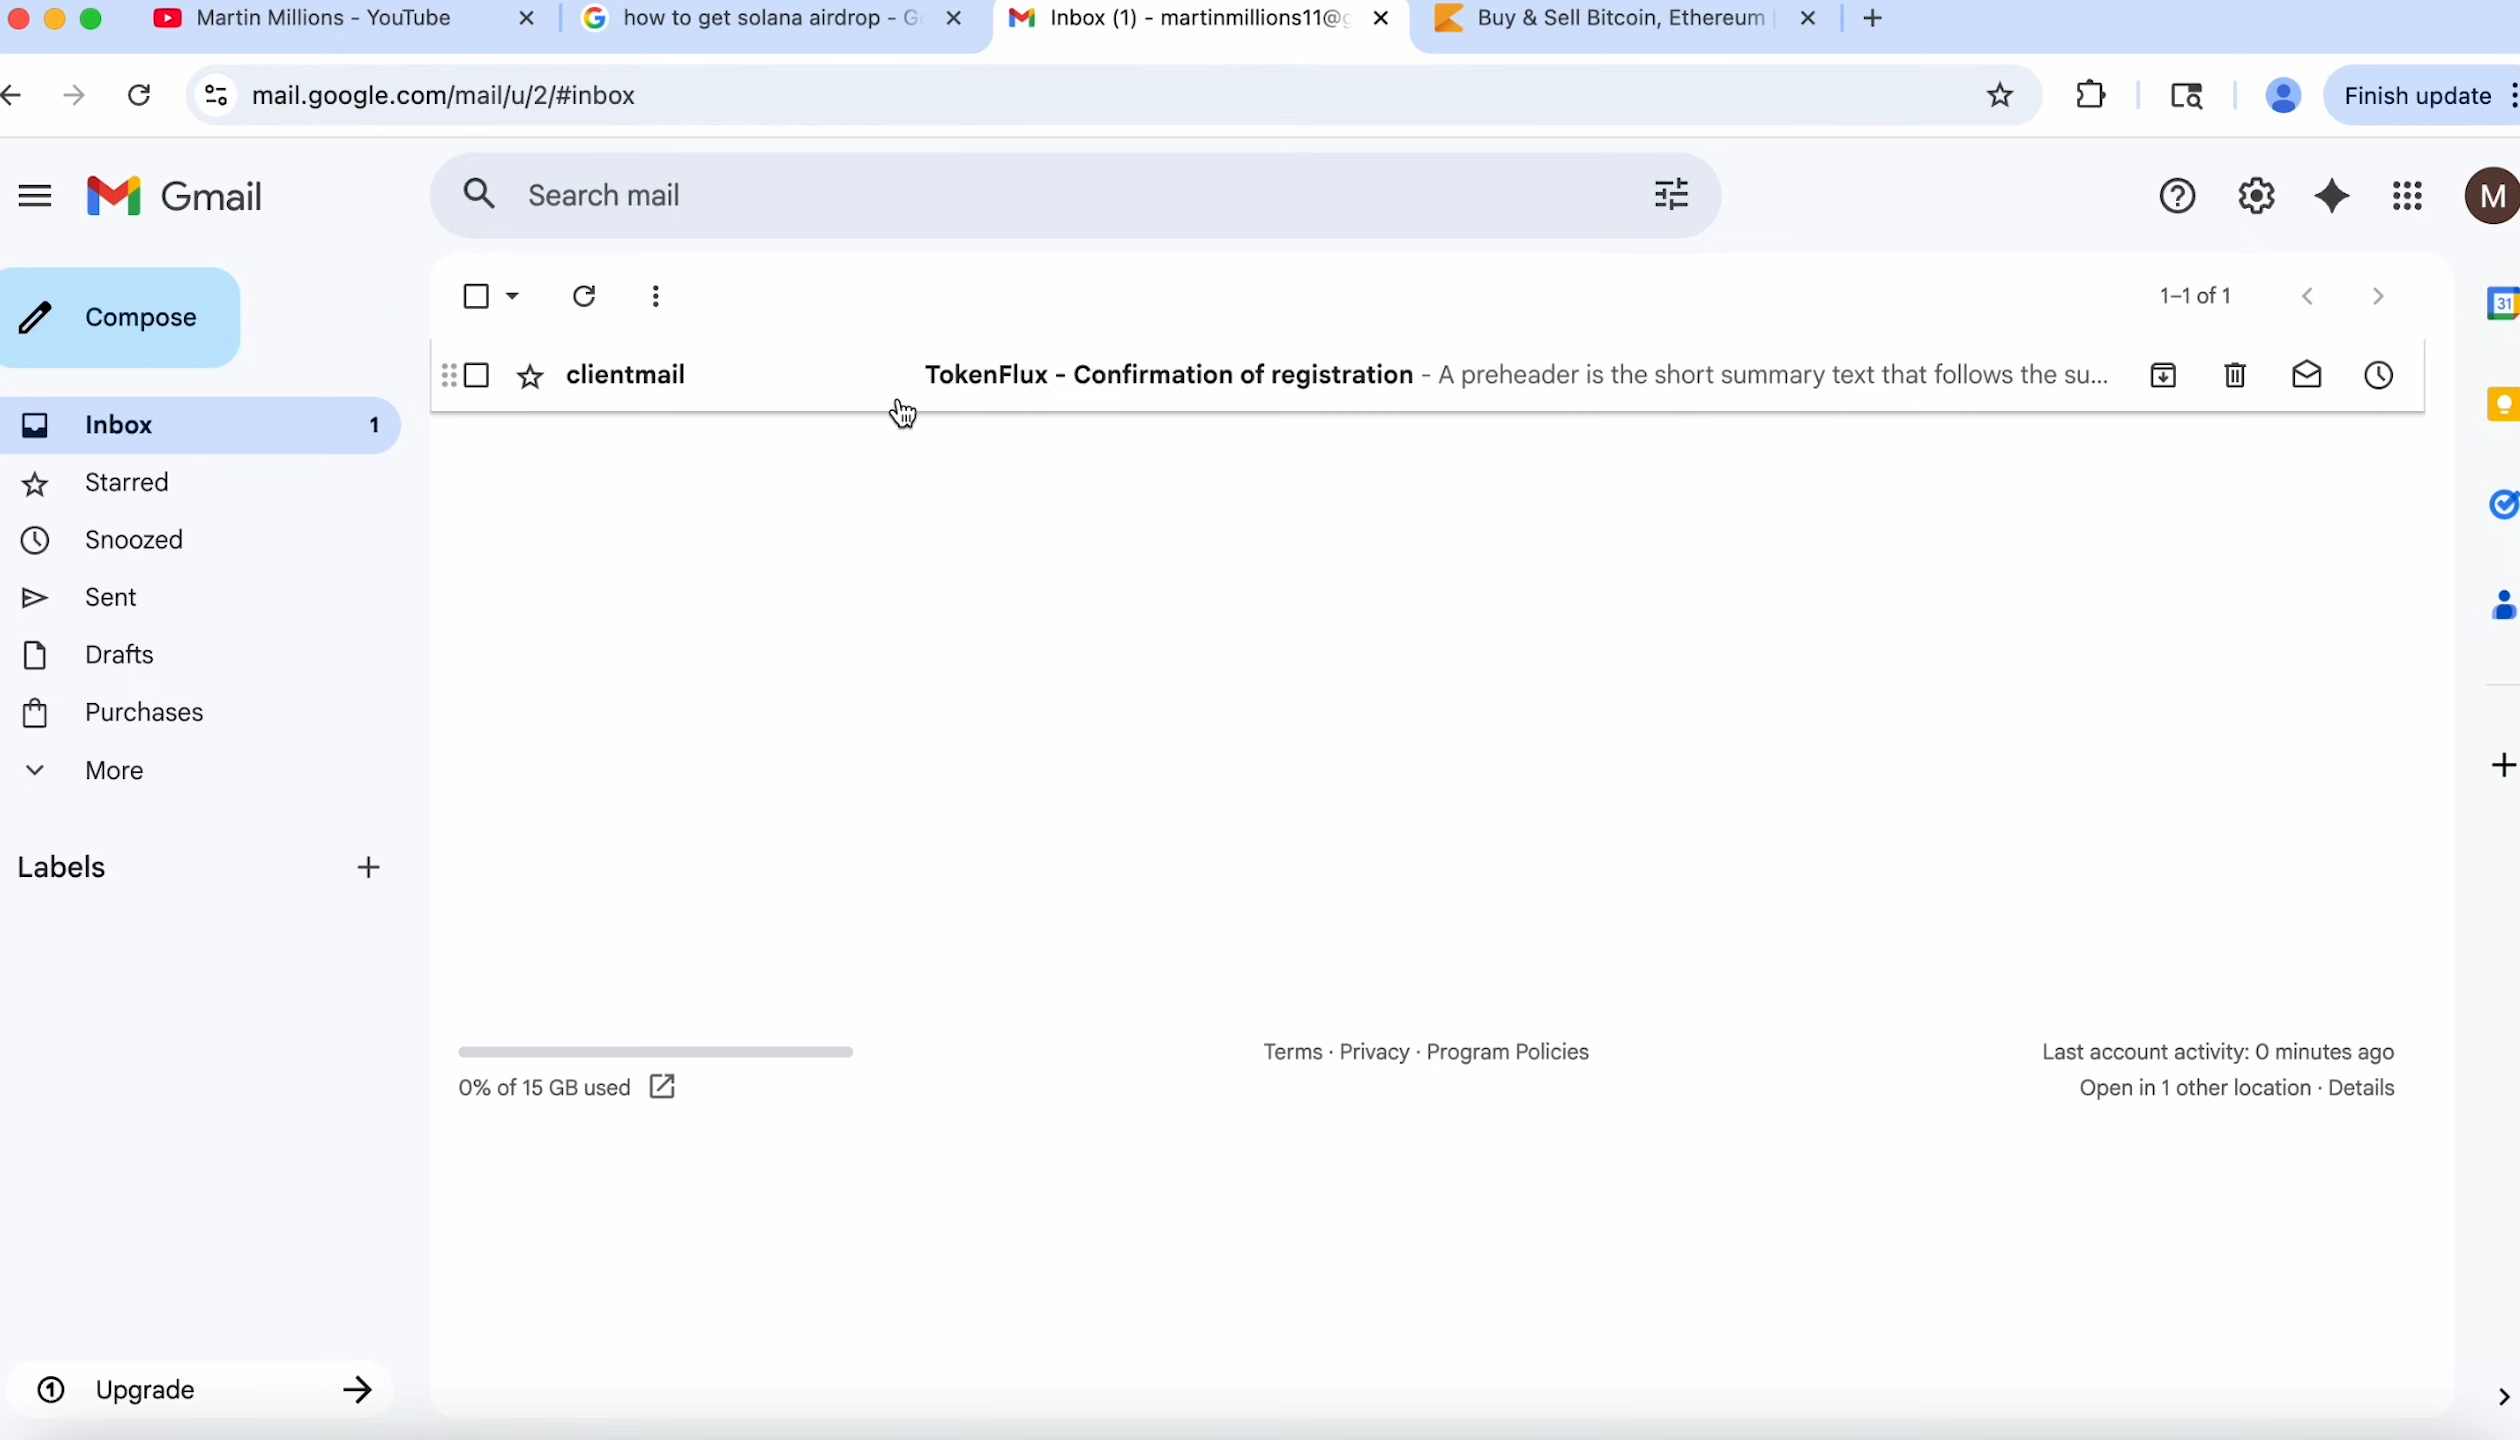 Martin Millions - YouTube
how to get solana airdrop - G
Inbox (1) - martinmillions11@
Buy & Sell Bitcoin, Ethereum
mail.google.com/mail/u/2/#inbox
Finish update
Gmail
Search mail
M
Compose
1–1 of 1
31
clientmail
TokenFlux - Confirmation of registration - A preheader is the short summary text that follows the su...
Inbox 1
Starred
Snoozed
Sent
Drafts
Purchases
More
Labels
Terms · Privacy · Program Policies
Last account activity: 0 minutes ago
0% of 15 GB used
Open in 1 other location · Details
1 Upgrade